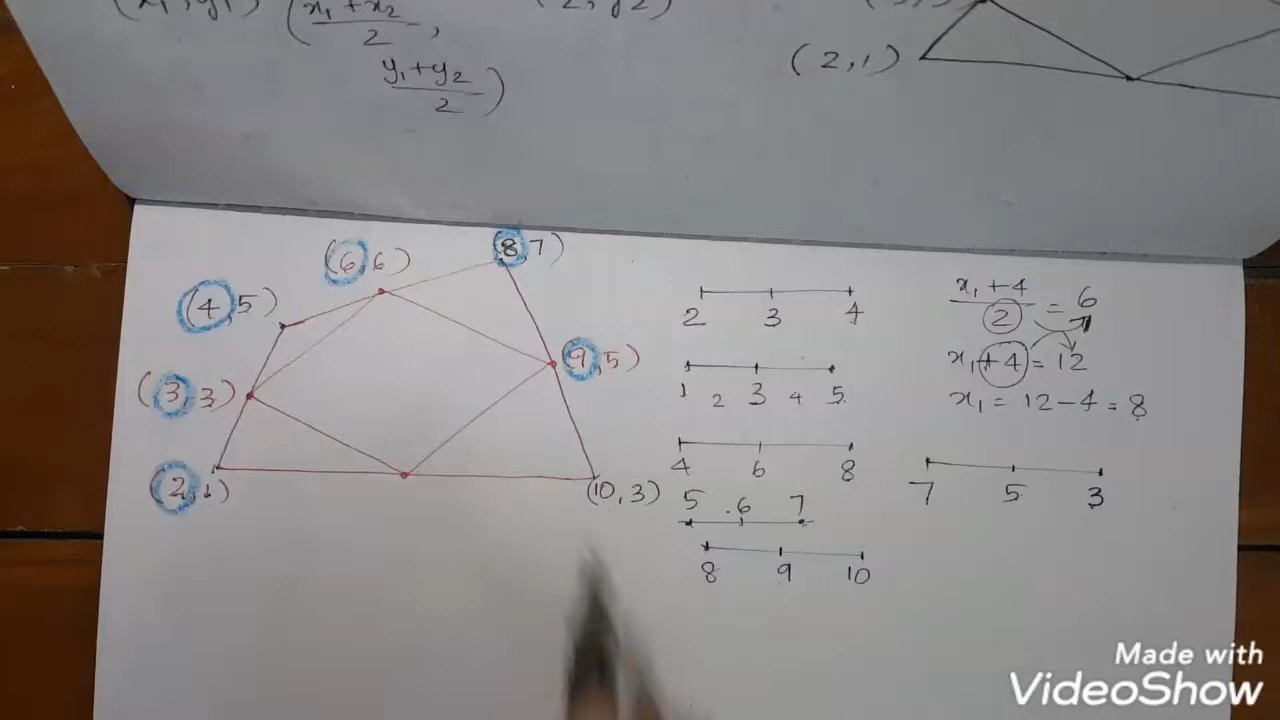 x₁ + x₂
2 ,
y₁ + y₂ )
2
(2, 1)
(8, 7)
(6, 6)
(4, 5)
(3, 3)
(9, 5)
(2, 1)
(10, 3)
2 3 4
1 2 3 4 5
4 6 8
5 6 7
8 9 10
x₁ + 4 = 6
2
x₁ + 4 = 12
x₁ = 12 - 4 = 8
7 5 3
Made with
VideoShow